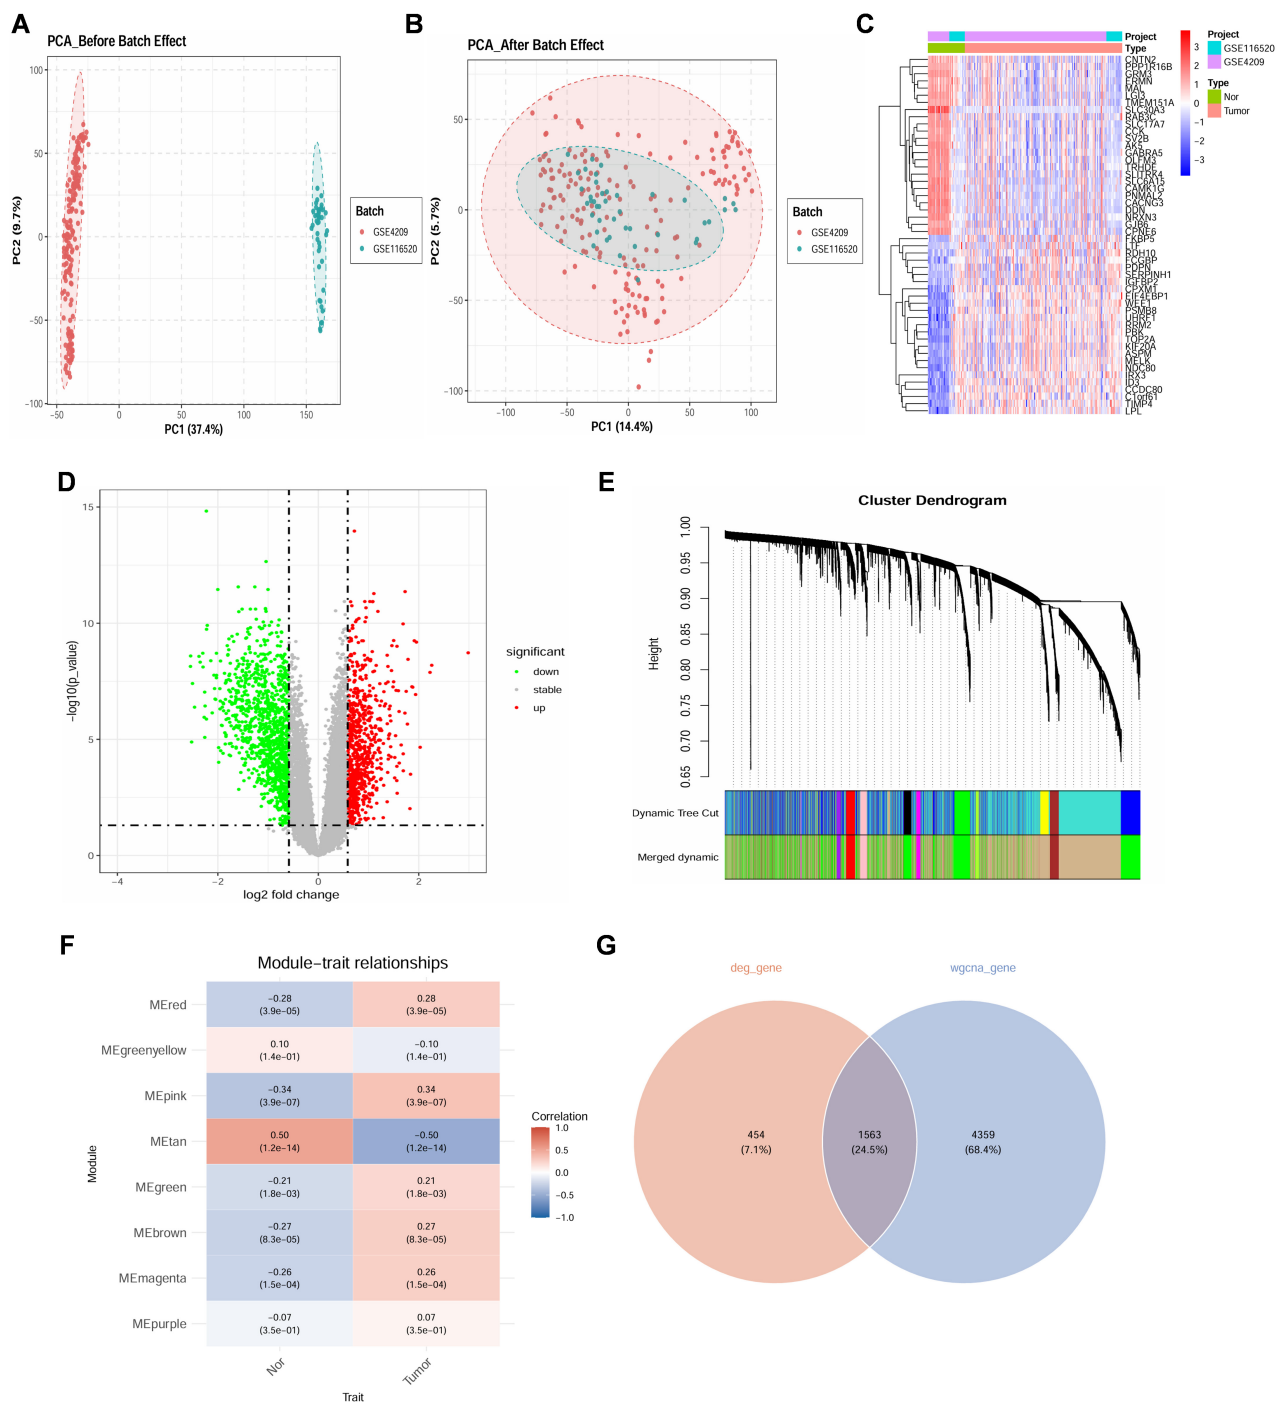 A
PCA_Before Batch Effect
100
50
0
−50
−100
−50
0
50
100
150
PC1 (37.4%)
PC2 (9.7%)
Batch
GSE4209
GSE116520
B
PCA_After Batch Effect
50
0
−50
−100
−100
−50
0
50
100
PC1 (14.4%)
PC2 (5.7%)
Batch
GSE4209
GSE116520
C
Project
Type
CNTN2
PPP1R16B
GRM3
ERMN
MAL
LGI3
TMEM151A
SLC30A3
RAB3C
SLC17A7
CCK
SV2B
AK5
GABRA5
OLFM3
TRHDE
SLITRK4
SLC6A15
CAMK1G
PNMAL2
CACNG3
DDN
NRXN3
GJB6
CPNE6
FKBP5
LTF
RDH10
FCGBP
PDPN
SERPINH1
IGFBP2
CPXM1
EIF4EBP1
WEE1
PSMB8
UHRF1
RRM2
PBK
TOP2A
KIF20A
ASPM
MELK
NDC80
IRX3
ID3
CCDC80
C1orf61
TIMP4
LPL
3
2
1
0
−1
−2
−3
Project
GSE116520
GSE4209
Type
Nor
Tumor
D
15
10
5
0
−4
−2
0
2
log2 fold change
−log10(p_value)
significant
down
stable
up
E
Cluster Dendrogram
1.00
0.95
0.90
0.85
0.80
0.75
0.70
0.65
Height
Dynamic Tree Cut
Merged dynamic
F
Module−trait relationships
MEred
−0.28
(3.9e−05)
0.28
(3.9e−05)
MEgreenyellow
0.10
(1.4e−01)
−0.10
(1.4e−01)
MEpink
−0.34
(3.9e−07)
0.34
(3.9e−07)
MEtan
0.50
(1.2e−14)
−0.50
(1.2e−14)
MEgreen
−0.21
(1.8e−03)
0.21
(1.8e−03)
MEbrown
−0.27
(8.3e−05)
0.27
(8.3e−05)
MEmagenta
−0.26
(1.5e−04)
0.26
(1.5e−04)
MEpurple
−0.07
(3.5e−01)
0.07
(3.5e−01)
Nor
Tumor
Trait
Module
Correlation
1.0
0.5
0.0
−0.5
−1.0
G
deg_gene
wgcna_gene
454
(7.1%)
1563
(24.5%)
4359
(68.4%)